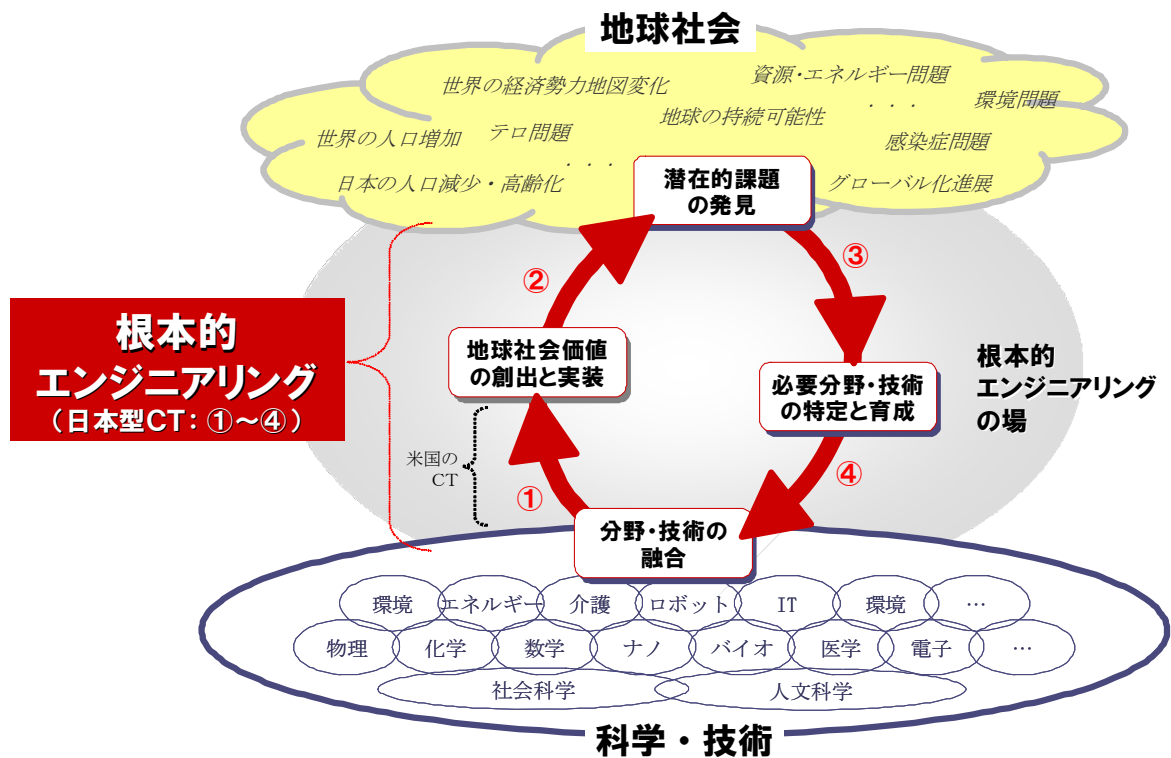 地球社会
世界の経済勢力地図変化
資源・エネルギー問題
・・・
環境問題
地球の持続可能性
世界の人口増加
テロ問題
感染症問題
・・・
日本の人口減少・高齢化
グローバル化進展
潜在的課題
の発見
②
③
根本的
エンジニアリング
（日本型CT：①～④）
地球社会価値
の創出と実装
必要分野・技術
の特定と育成
根本的
エンジニアリング
の場
米国の
CT
①
④
分野・技術の
融合
環境
エネルギー
介護
ロボット
IT
環境
…
物理
化学
数学
ナノ
バイオ
医学
電子
…
社会科学
人文科学
科学・技術